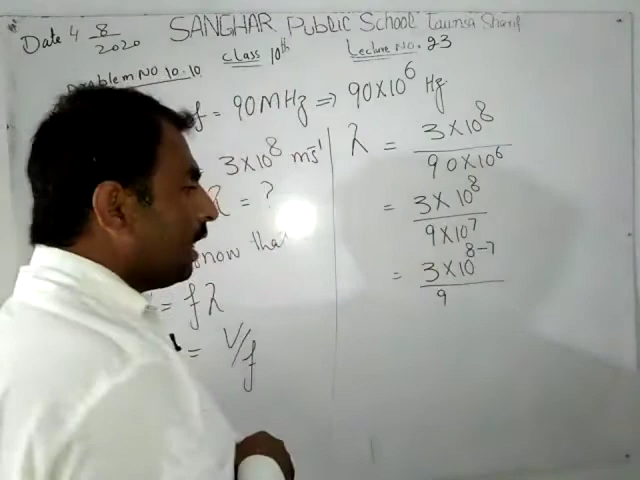 Date 4 8/2020 SANGHAR Public School Taunsa Sharif
Class 10th Lecture No. 23
Problem No 10.10
f = 90MHz ⇒ 90×10⁶ Hz
3×10⁸ ms⁻¹
λ = ?
know that
= fλ
= V/f
λ = 3×10⁸ / 90×10⁶
= 3×10⁸ / 9×10⁷
= 3×10⁸⁻⁷ / 9